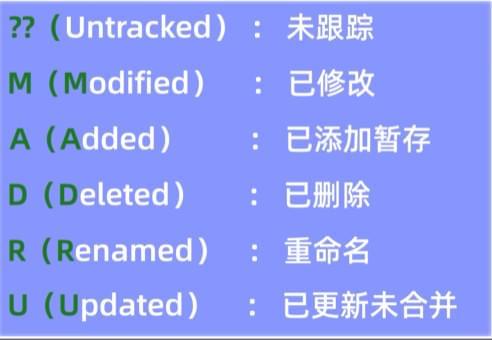 ??（Untracked）：未跟踪
M（Modified）：已修改
A（Added）：已添加暂存
D（Deleted）：已删除
R（Renamed）：重命名
U（Updated）：已更新未合并